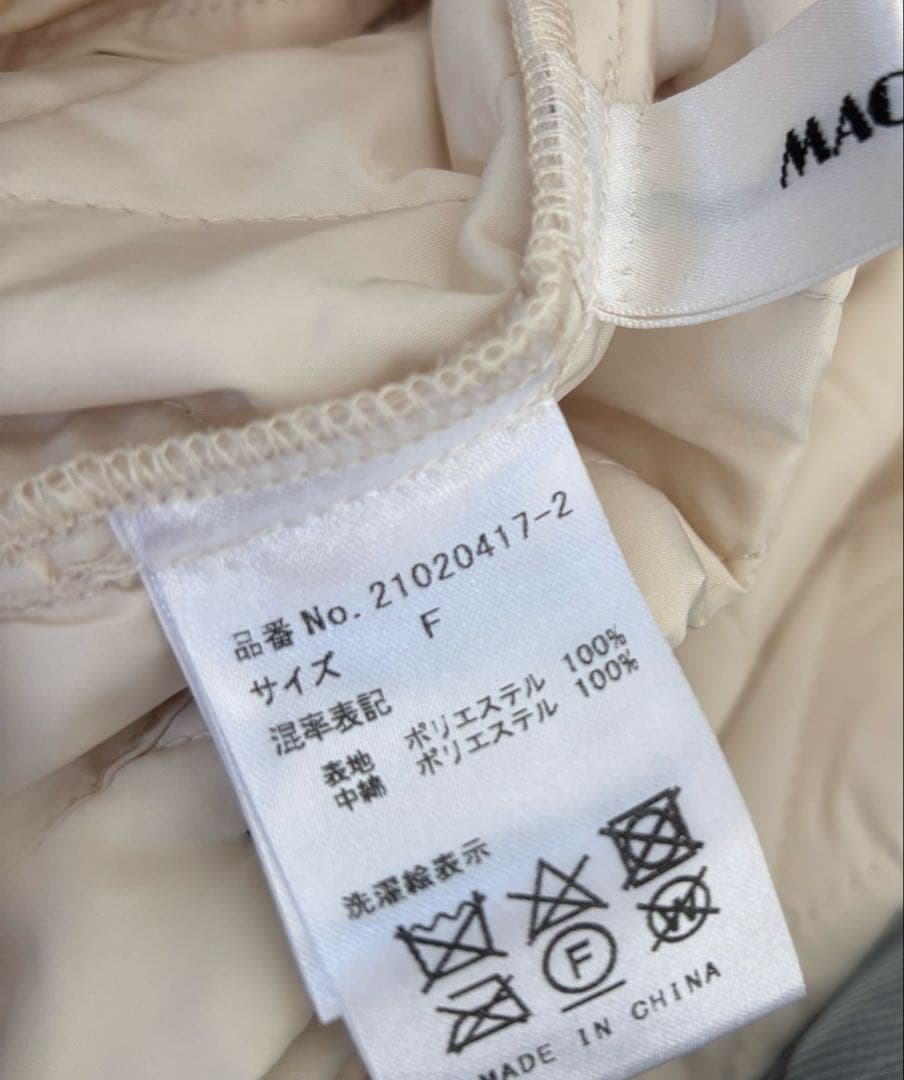 MAC
品番 No. 21020417-2
サイズ F
混率表記
表地 ポリエステル 100%
中綿 ポリエステル 100%
洗濯絵表示
F
W
MADE IN CHINA